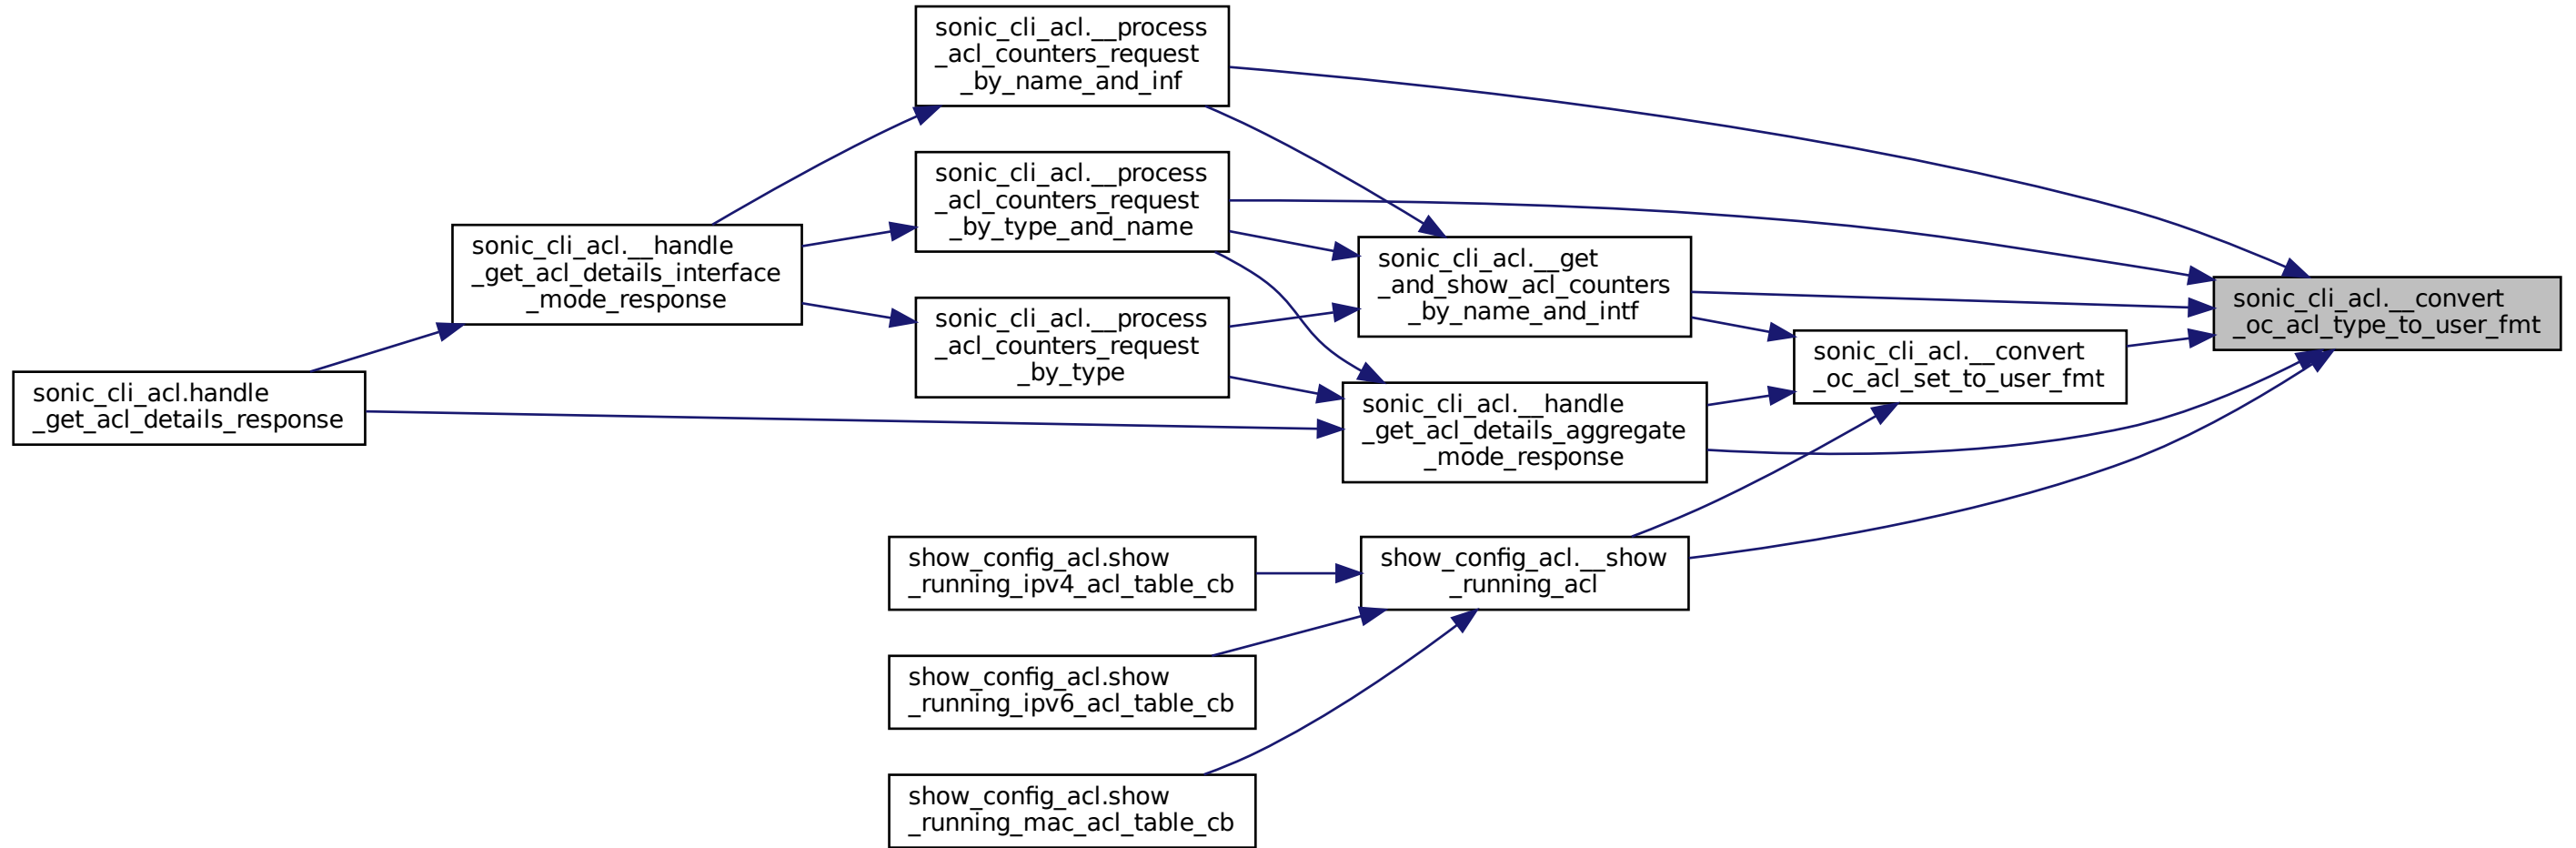 sonic_cli_acl.__process
_acl_counters_request
_by_name_and_inf
sonic_cli_acl.__process
_acl_counters_request
_by_type_and_name
sonic_cli_acl.__handle
_get_acl_details_interface
_mode_response
sonic_cli_acl.__get
_and_show_acl_counters
_by_name_and_intf
sonic_cli_acl.__convert
_oc_acl_type_to_user_fmt
sonic_cli_acl.__process
_acl_counters_request
_by_type
sonic_cli_acl.__convert
_oc_acl_set_to_user_fmt
sonic_cli_acl.handle
_get_acl_details_response
sonic_cli_acl.__handle
_get_acl_details_aggregate
_mode_response
show_config_acl.show
_running_ipv4_acl_table_cb
show_config_acl.__show
_running_acl
show_config_acl.show
_running_ipv6_acl_table_cb
show_config_acl.show
_running_mac_acl_table_cb